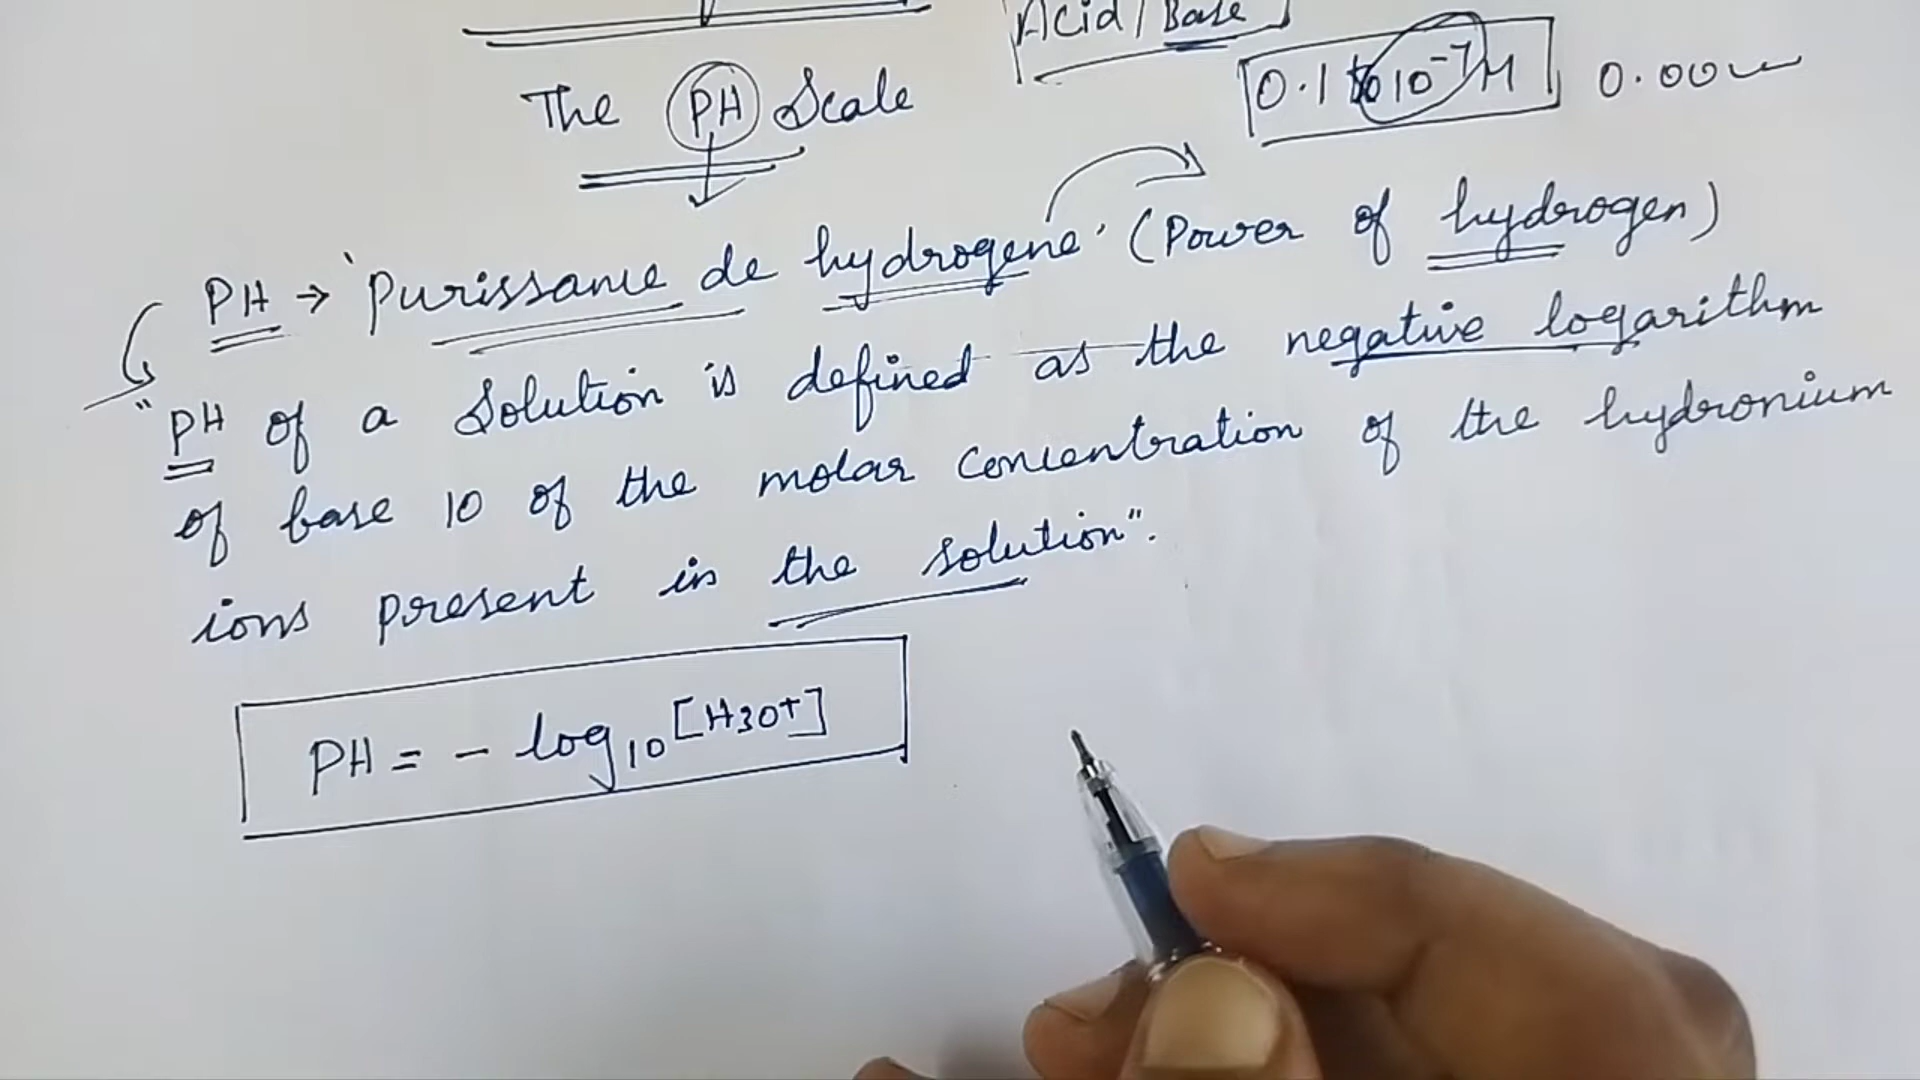 Acid / Base
The PH Scale
0.1 to 10⁻⁷ M
0.00
PH → 'Purissance de hydrogene' (Power of hydrogen)
"PH of a Solution is defined as the negative logarithm
of base 10 of the molar concentration of the hydronium
ions present in the solution".
PH = - log₁₀ [H3O+]